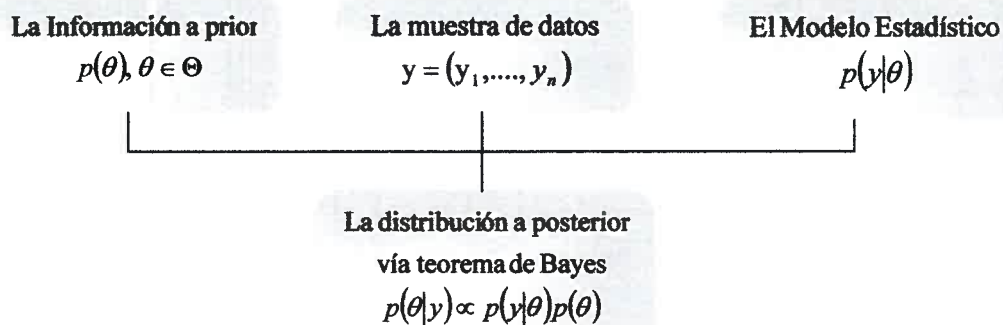 La Información a prior
p(θ), θ ∈ Θ
La muestra de datos
y = (y₁,...., yₙ)
El Modelo Estadístico
p(y|θ)
La distribución a posterior
vía teorema de Bayes
p(θ|y) ∝ p(y|θ)p(θ)